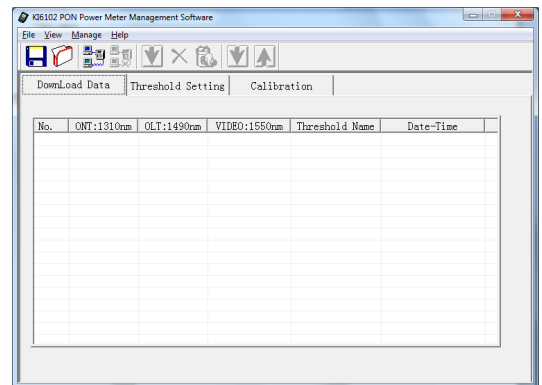 KI6102 PON Power Meter Management Software
File View Manage Help
DownLoad Data Threshold Setting Calibration
No. ONT:1310nm OLT:1490nm VIDEO:1550nm Threshold Name Date-Time